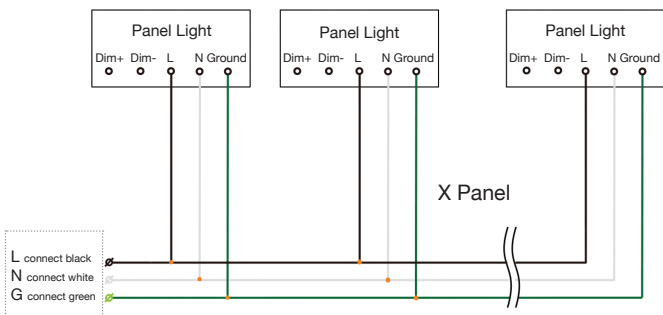 Panel Light
Dim+ Dim- L N Ground
Panel Light
Dim+ Dim- L N Ground
Panel Light
Dim+ Dim- L N Ground
X Panel
L connect black
N connect white
G connect green